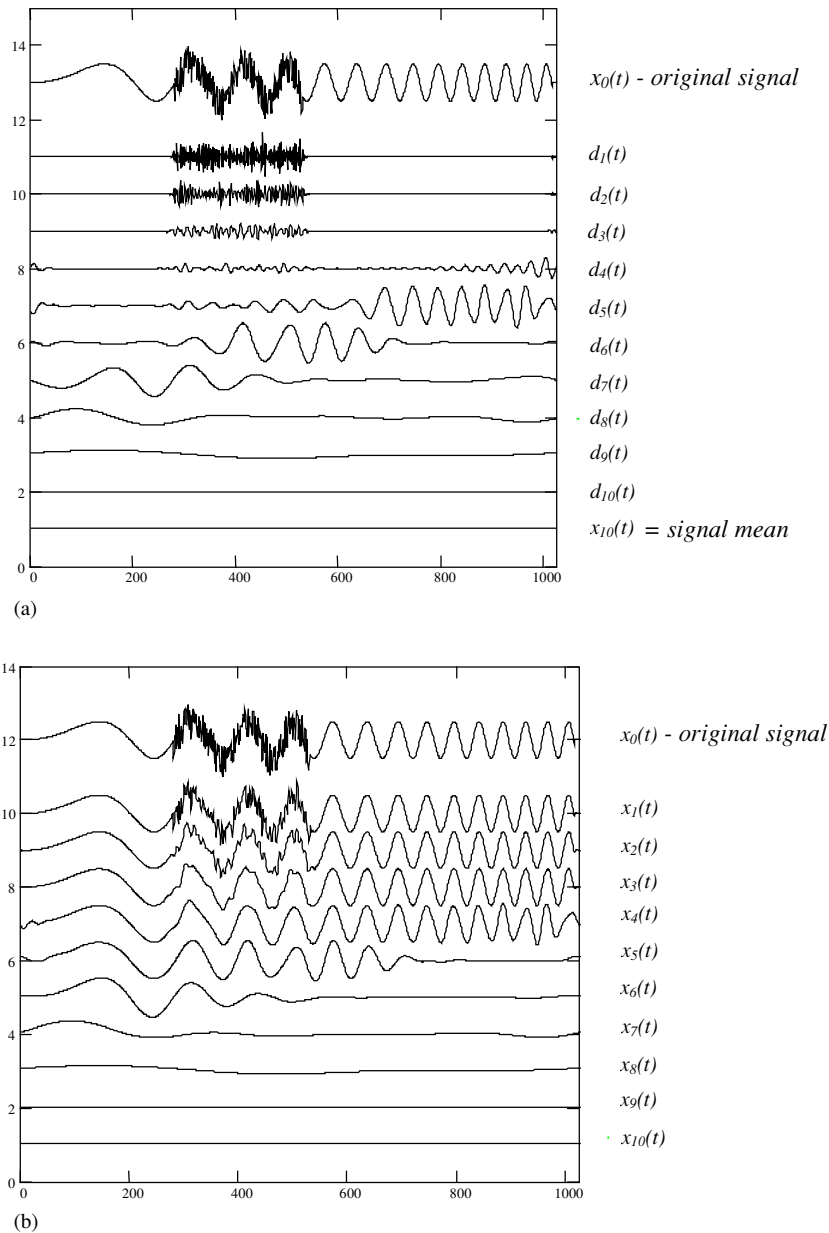 14
12
10
8
6
4
2
0
0 200 400 600 800 1000
x0(t) - original signal
d1(t)
d2(t)
d3(t)
d4(t)
d5(t)
d6(t)
d7(t)
d8(t)
d9(t)
d10(t)
x10(t) = signal mean
(a)
14
12
10
8
6
4
2
0
0 200 400 600 800 1000
x0(t) - original signal
x1(t)
x2(t)
x3(t)
x4(t)
x5(t)
x6(t)
x7(t)
x8(t)
x9(t)
x10(t)
(b)